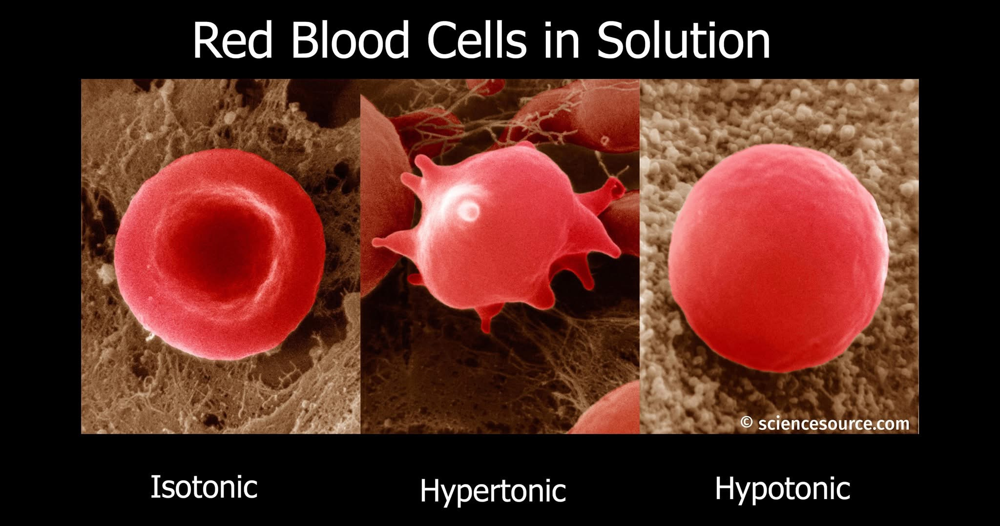 Red Blood Cells in Solution
© sciencesource.com
Isotonic
Hypertonic
Hypotonic